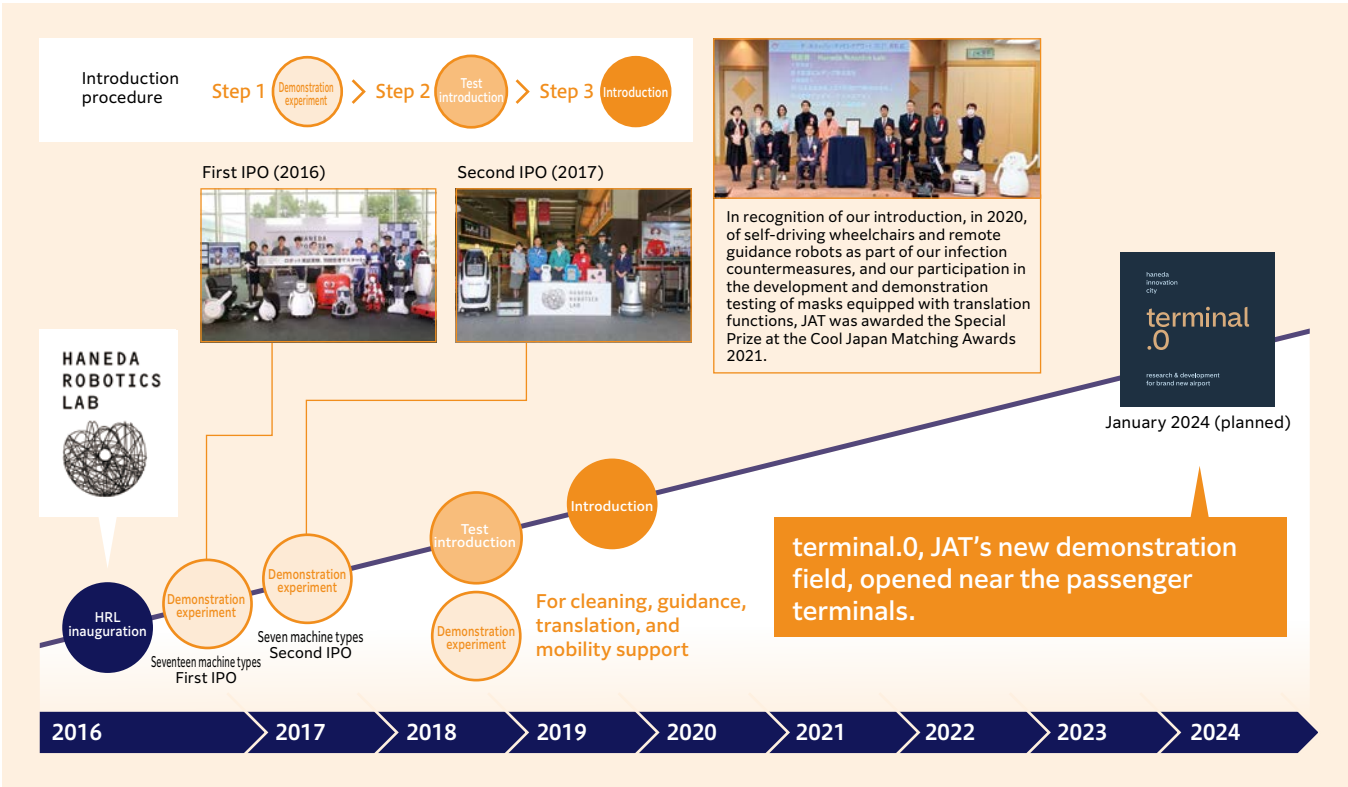 Introduction
procedure
Step 1
Demonstration
experiment
Step 2
Test
introduction
Step 3
Introduction
First IPO (2016)
Second IPO (2017)
HANEDA
ROBOTICS
LAB
In recognition of our introduction, in 2020,
of self-driving wheelchairs and remote
guidance robots as part of our infection
countermeasures, and our participation in
the development and demonstration
testing of masks equipped with translation
functions, JAT was awarded the Special
Prize at the Cool Japan Matching Awards
2021.
haneda
innovation
city
terminal
.0
research & development
for brand new airport
January 2024 (planned)
HANEDA
ROBOTICS
LAB
HRL
inauguration
Demonstration
experiment
Seventeen machine types
First IPO
Demonstration
experiment
Seven machine types
Second IPO
Test
introduction
Demonstration
experiment
For cleaning, guidance,
translation, and
mobility support
Introduction
terminal.0, JAT’s new demonstration
field, opened near the passenger
terminals.
2016
2017
2018
2019
2020
2021
2022
2023
2024